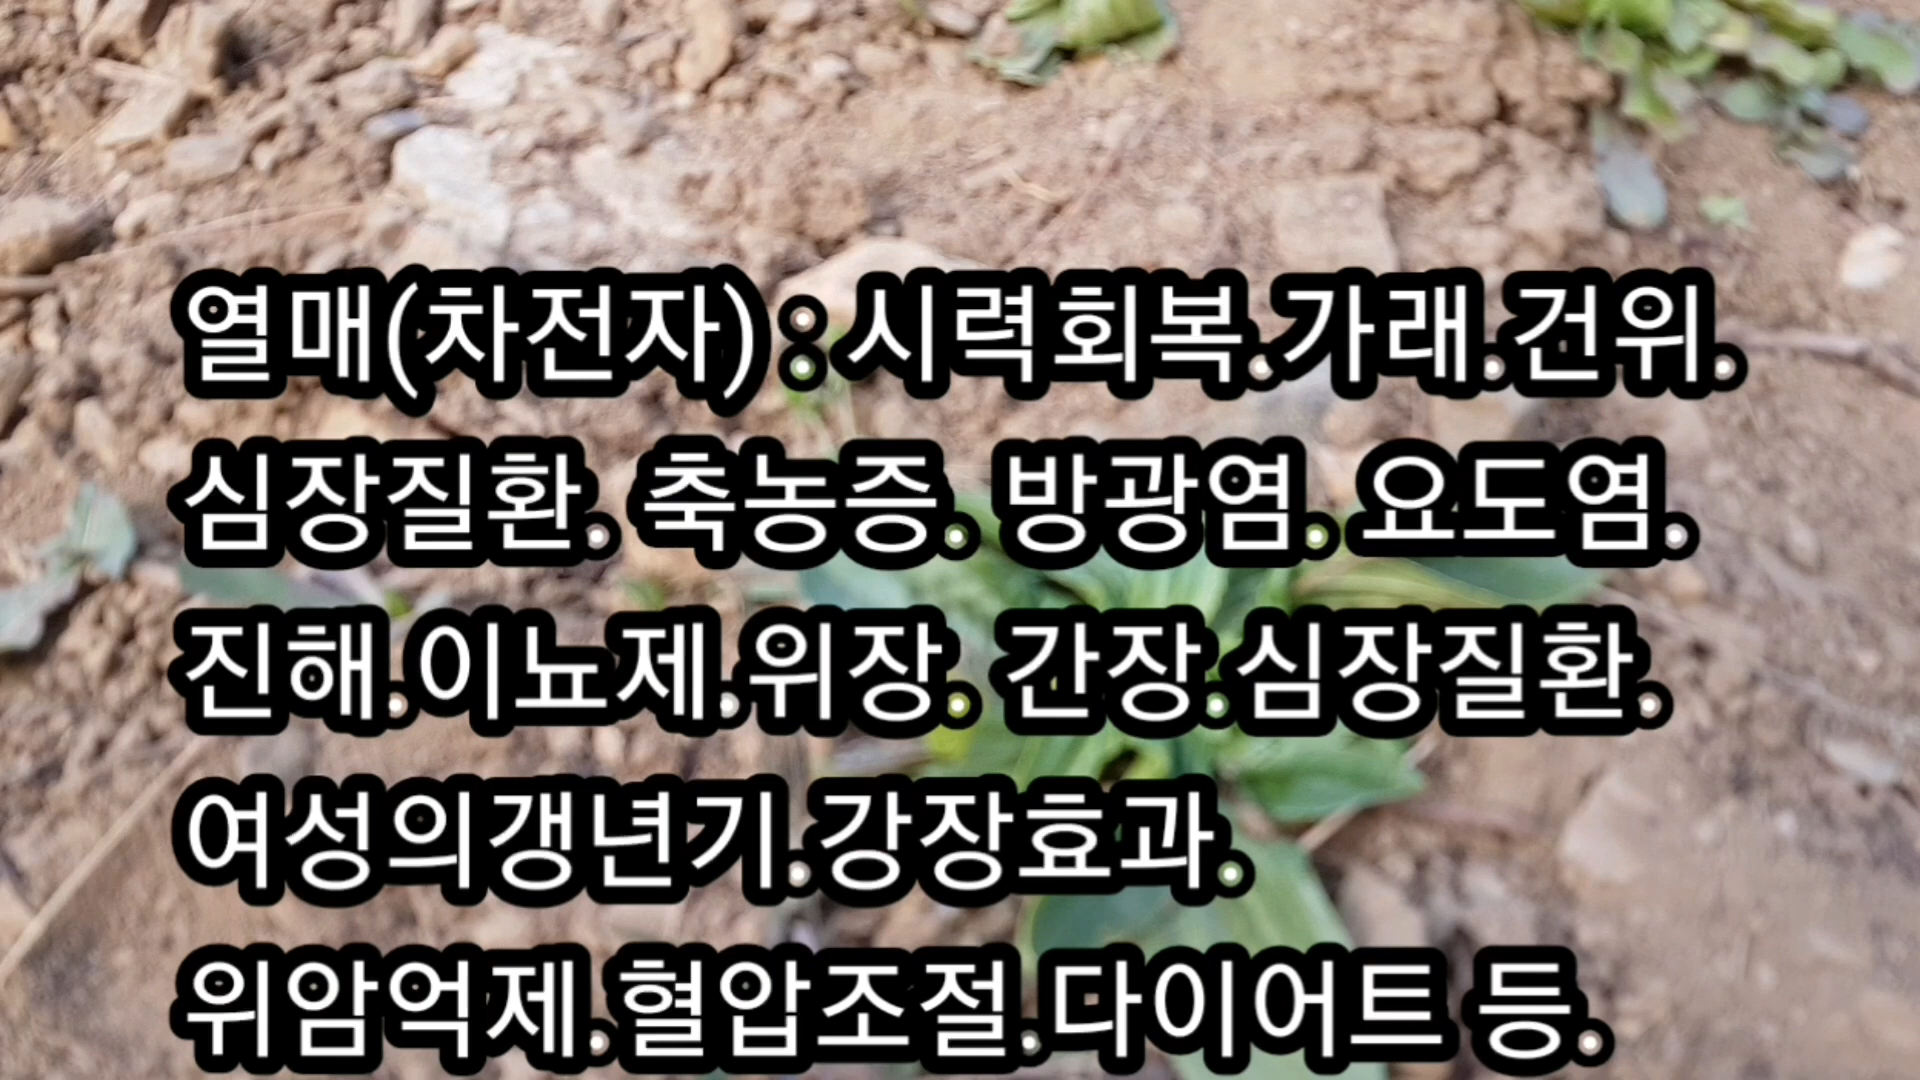 열매(차전자) : 시력회복.가래.건위.
심장질환. 축농증. 방광염. 요도염.
진해.이뇨제.위장. 간장.심장질환.
여성의갱년기.강장효과.
위암억제.혈압조절.다이어트 등.